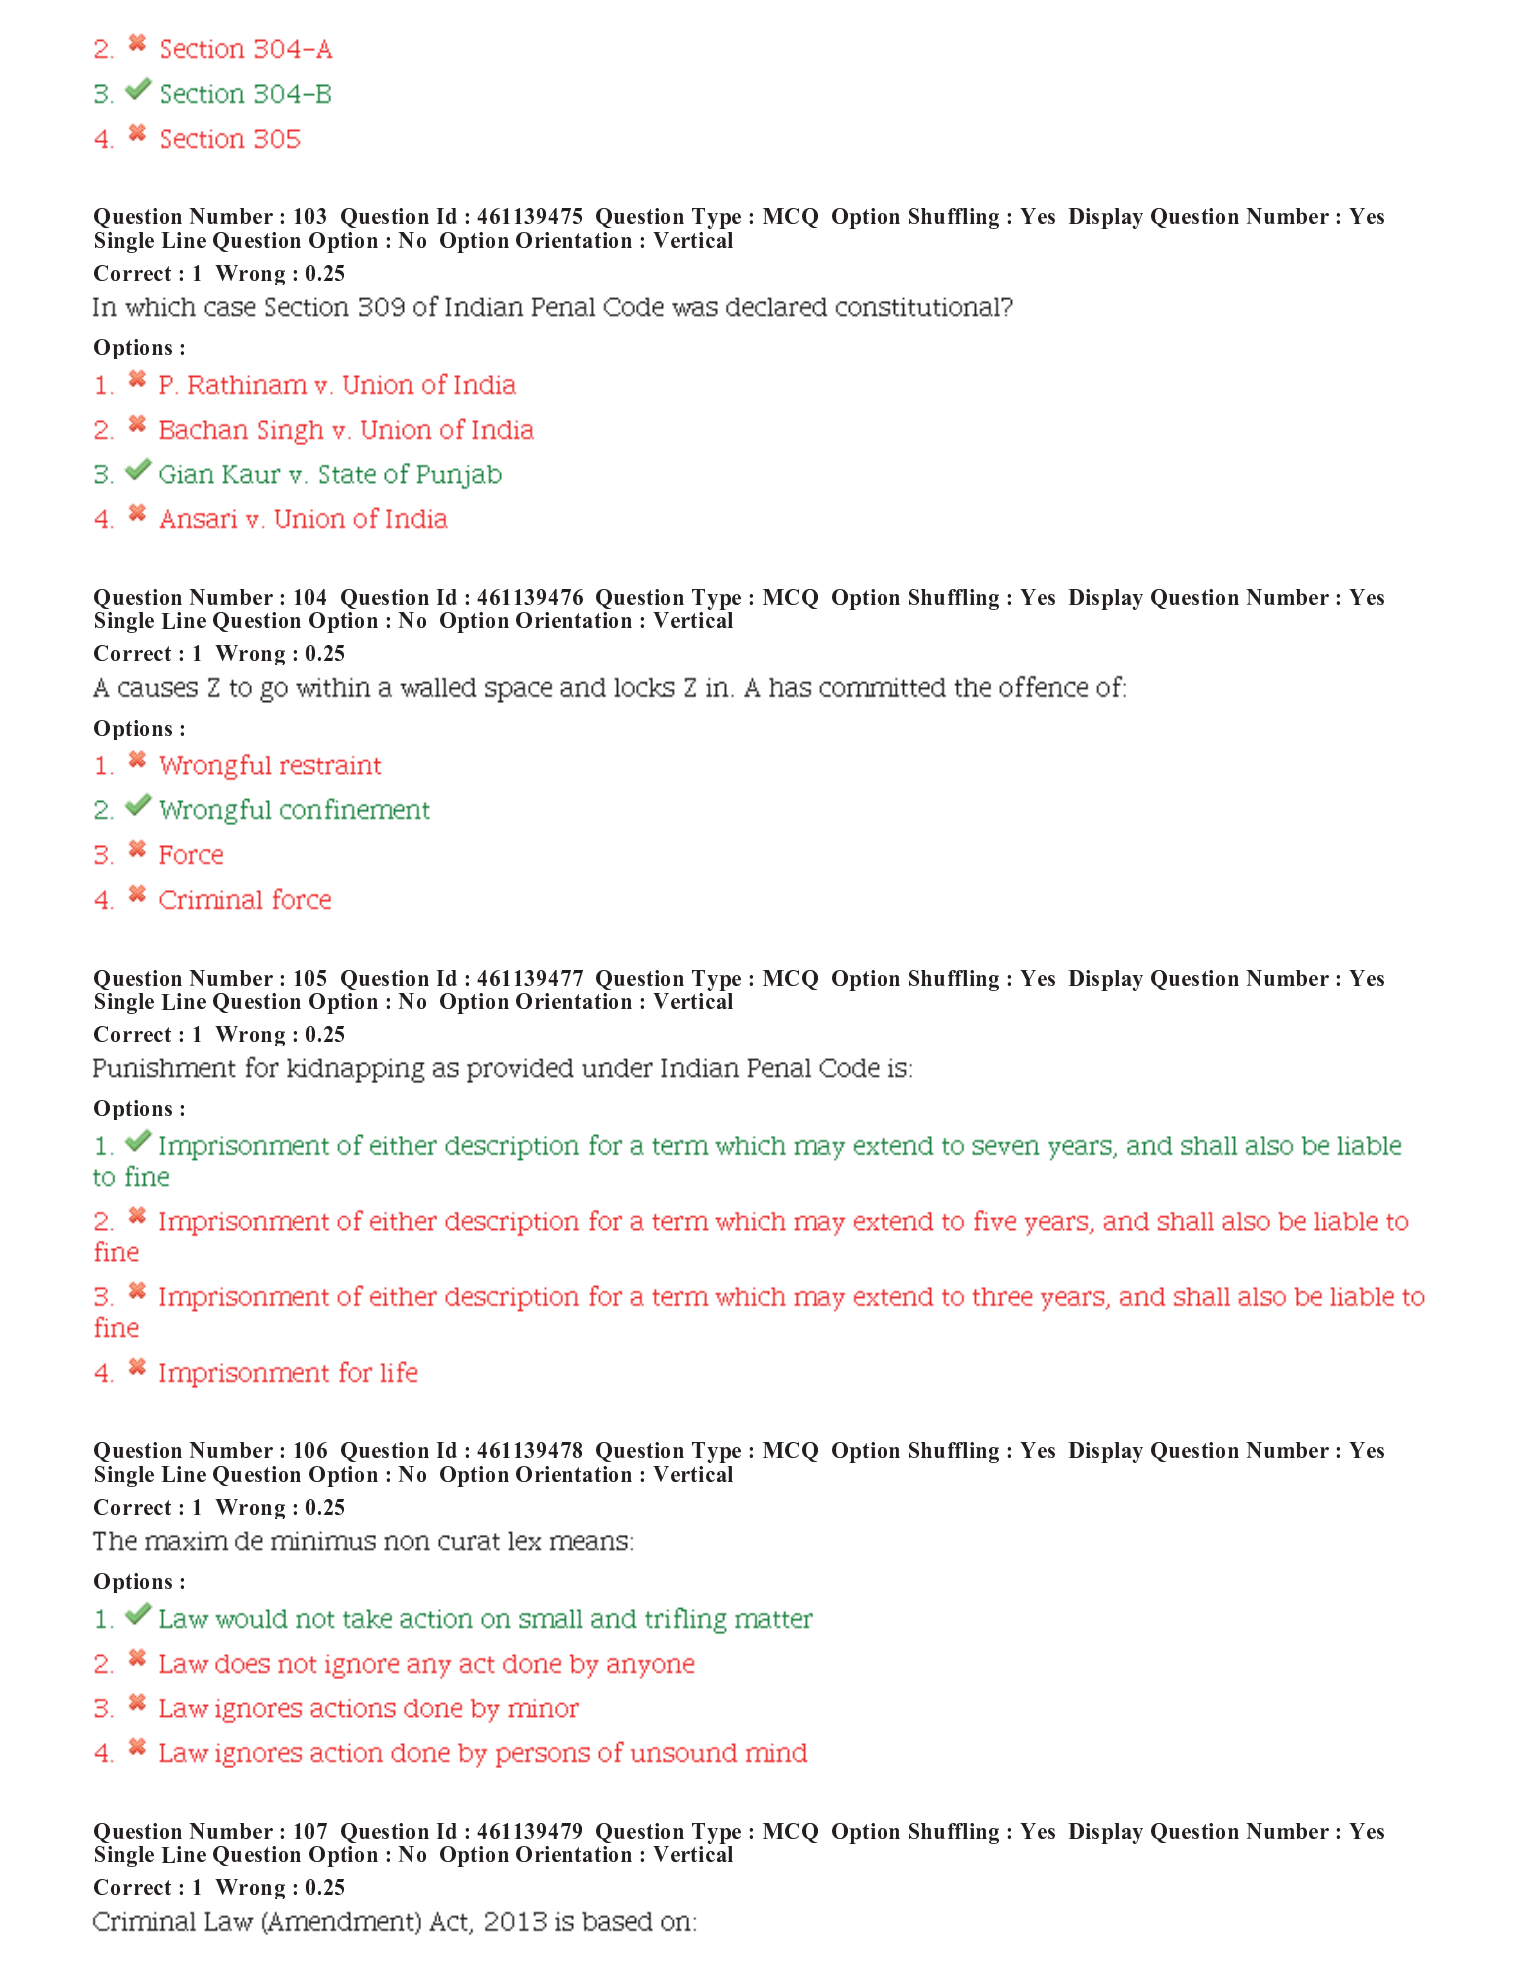 2. Section 304-A
3. Section 304-B
4. Section 305
Question Number : 103 Question Id : 461139475 Question Type : MCQ Option Shuffling : Yes Display Question Number : Yes
Single Line Question Option : No Option Orientation : Vertical
Correct : 1 Wrong : 0.25
In which case Section 309 of Indian Penal Code was declared constitutional?
Options :
1. P. Rathinam v. Union of India
2. Bachan Singh v. Union of India
3. Gian Kaur v. State of Punjab
4. Ansari v. Union of India
Question Number : 104 Question Id : 461139476 Question Type : MCQ Option Shuffling : Yes Display Question Number : Yes
Single Line Question Option : No Option Orientation : Vertical
Correct : 1 Wrong : 0.25
A causes Z to go within a walled space and locks Z in. A has committed the offence of:
Options :
1. Wrongful restraint
2. Wrongful confinement
3. Force
4. Criminal force
Question Number : 105 Question Id : 461139477 Question Type : MCQ Option Shuffling : Yes Display Question Number : Yes
Single Line Question Option : No Option Orientation : Vertical
Correct : 1 Wrong : 0.25
Punishment for kidnapping as provided under Indian Penal Code is:
Options :
1. Imprisonment of either description for a term which may extend to seven years, and shall also be liable
to fine
2. Imprisonment of either description for a term which may extend to five years, and shall also be liable to
fine
3. Imprisonment of either description for a term which may extend to three years, and shall also be liable to
fine
4. Imprisonment for life
Question Number : 106 Question Id : 461139478 Question Type : MCQ Option Shuffling : Yes Display Question Number : Yes
Single Line Question Option : No Option Orientation : Vertical
Correct : 1 Wrong : 0.25
The maxim de minimus non curat lex means:
Options :
1. Law would not take action on small and trifling matter
2. Law does not ignore any act done by anyone
3. Law ignores actions done by minor
4. Law ignores action done by persons of unsound mind
Question Number : 107 Question Id : 461139479 Question Type : MCQ Option Shuffling : Yes Display Question Number : Yes
Single Line Question Option : No Option Orientation : Vertical
Correct : 1 Wrong : 0.25
Criminal Law (Amendment) Act, 2013 is based on: